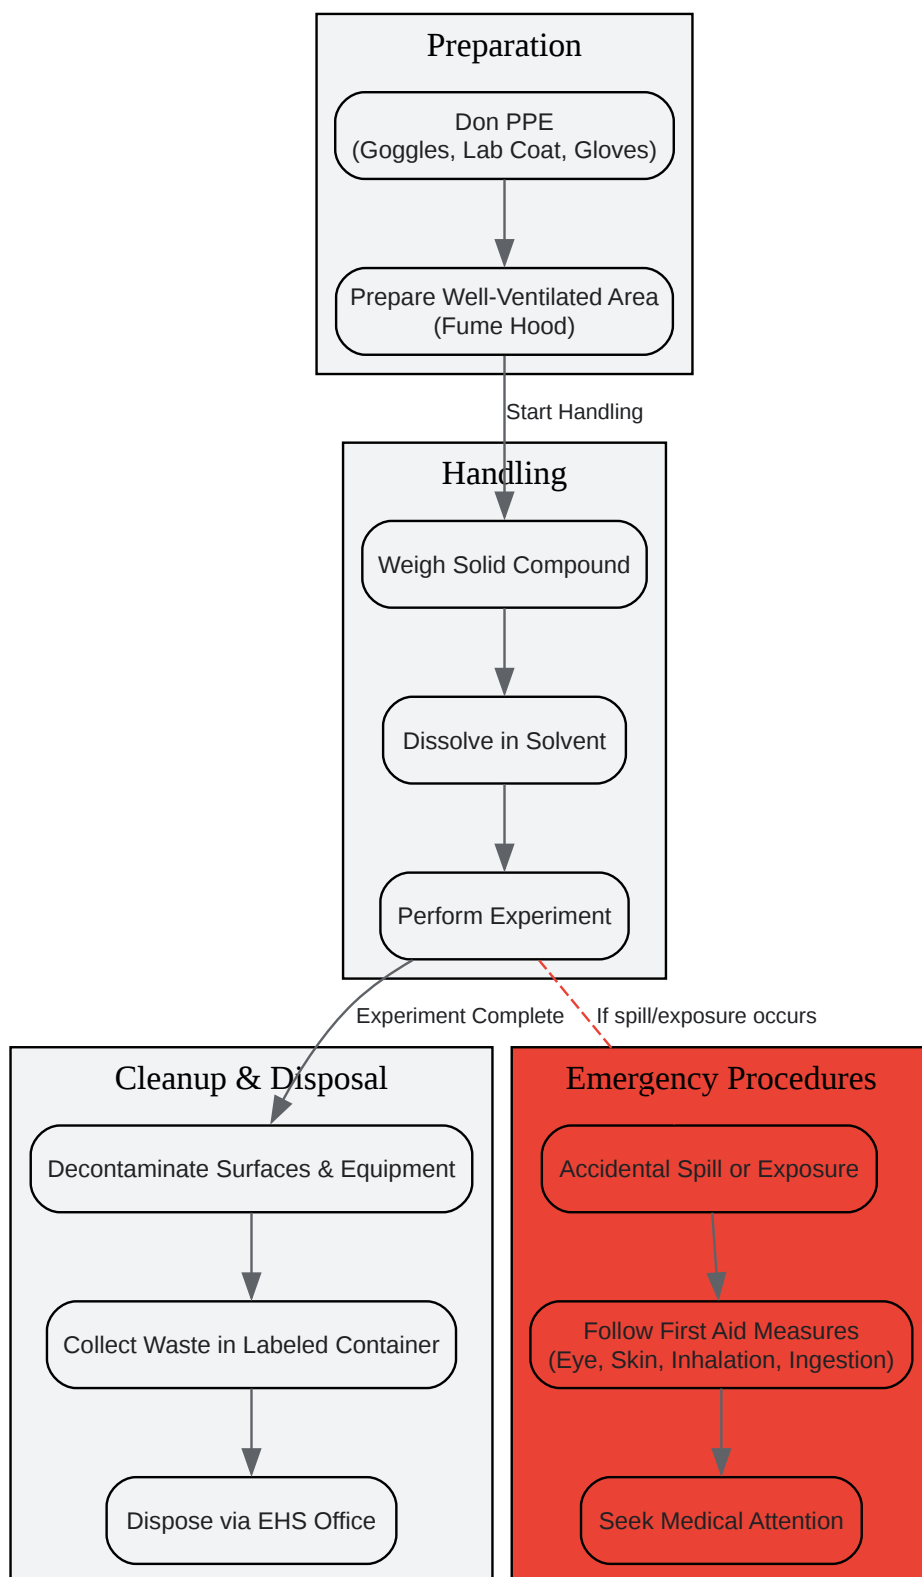 Preparation
Don PPE
(Goggles, Lab Coat, Gloves)
Prepare Well-Ventilated Area
(Fume Hood)
Start Handling
Handling
Weigh Solid Compound
Dissolve in Solvent
Perform Experiment
Experiment Complete
If spill/exposure occurs
Cleanup & Disposal
Decontaminate Surfaces & Equipment
Collect Waste in Labeled Container
Dispose via EHS Office
Emergency Procedures
Accidental Spill or Exposure
Follow First Aid Measures
(Eye, Skin, Inhalation, Ingestion)
Seek Medical Attention